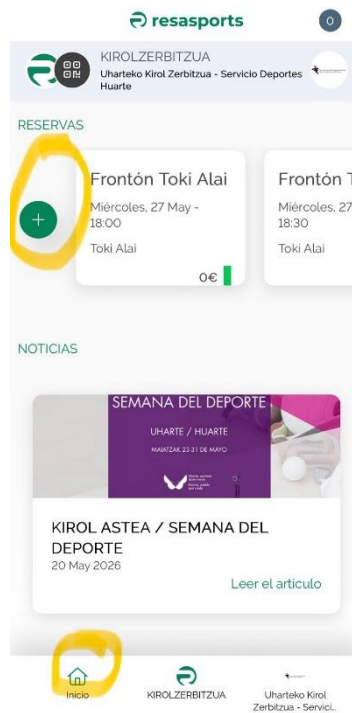 resasports
0
KIROLZERBITZUA
Uharteko Kirol Zerbitzua - Servicio Deportes
Huarte
RESERVAS
+
Frontón Toki Alai
Miércoles, 27 May -
18:00
Toki Alai
0€
Frontón T
Miércoles, 27
18:30
Toki Alai
NOTICIAS
SEMANA DEL DEPORTE
UHARTE / HUARTE
MAIATZAK 23-31 DE MAYO
KIROL ASTEA / SEMANA DEL
DEPORTE
20 May 2026
Leer el artículo
Inicio
KIROLZERBITZUA
Uharteko Kirol
Zerbitzua - Servici..